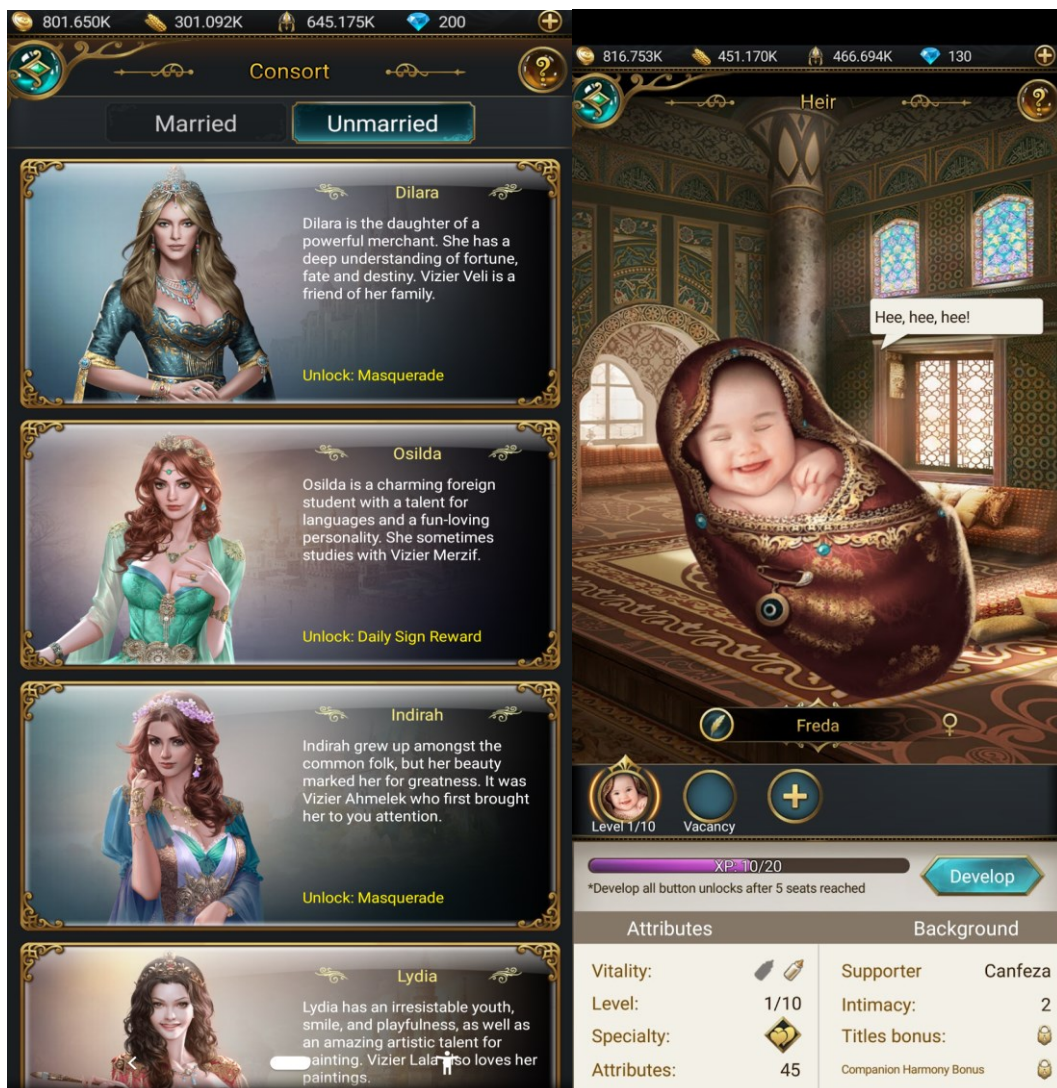 801.650K 301.092K 645.175K 200
Consort
Married Unmarried
Dilara
Dilara is the daughter of a
powerful merchant. She has a
deep understanding of fortune,
fate and destiny. Vizier Veli is a
friend of her family.
Unlock: Masquerade
Osilda
Osilda is a charming foreign
student with a talent for
languages and a fun-loving
personality. She sometimes
studies with Vizier Merzif.
Unlock: Daily Sign Reward
Indirah
Indirah grew up amongst the
common folk, but her beauty
marked her for greatness. It was
Vizier Ahmelek who first brought
her to you attention.
Unlock: Masquerade
Lydia
Lydia has an irresistable youth,
smile, and playfulness, as well as
an amazing artistic talent for
painting. Vizier Lala also loves her
paintings.
816.753K 451.170K 466.694K 130
Heir
Hee, hee, hee!
Freda
Level 1/10 Vacancy
XP: 10/20
*Develop all button unlocks after 5 seats reached
Develop
Attributes Background
Vitality:
Supporter Canfeza
Level: 1/10
Intimacy: 2
Specialty:
Titles bonus:
Attributes: 45
Companion Harmony Bonus